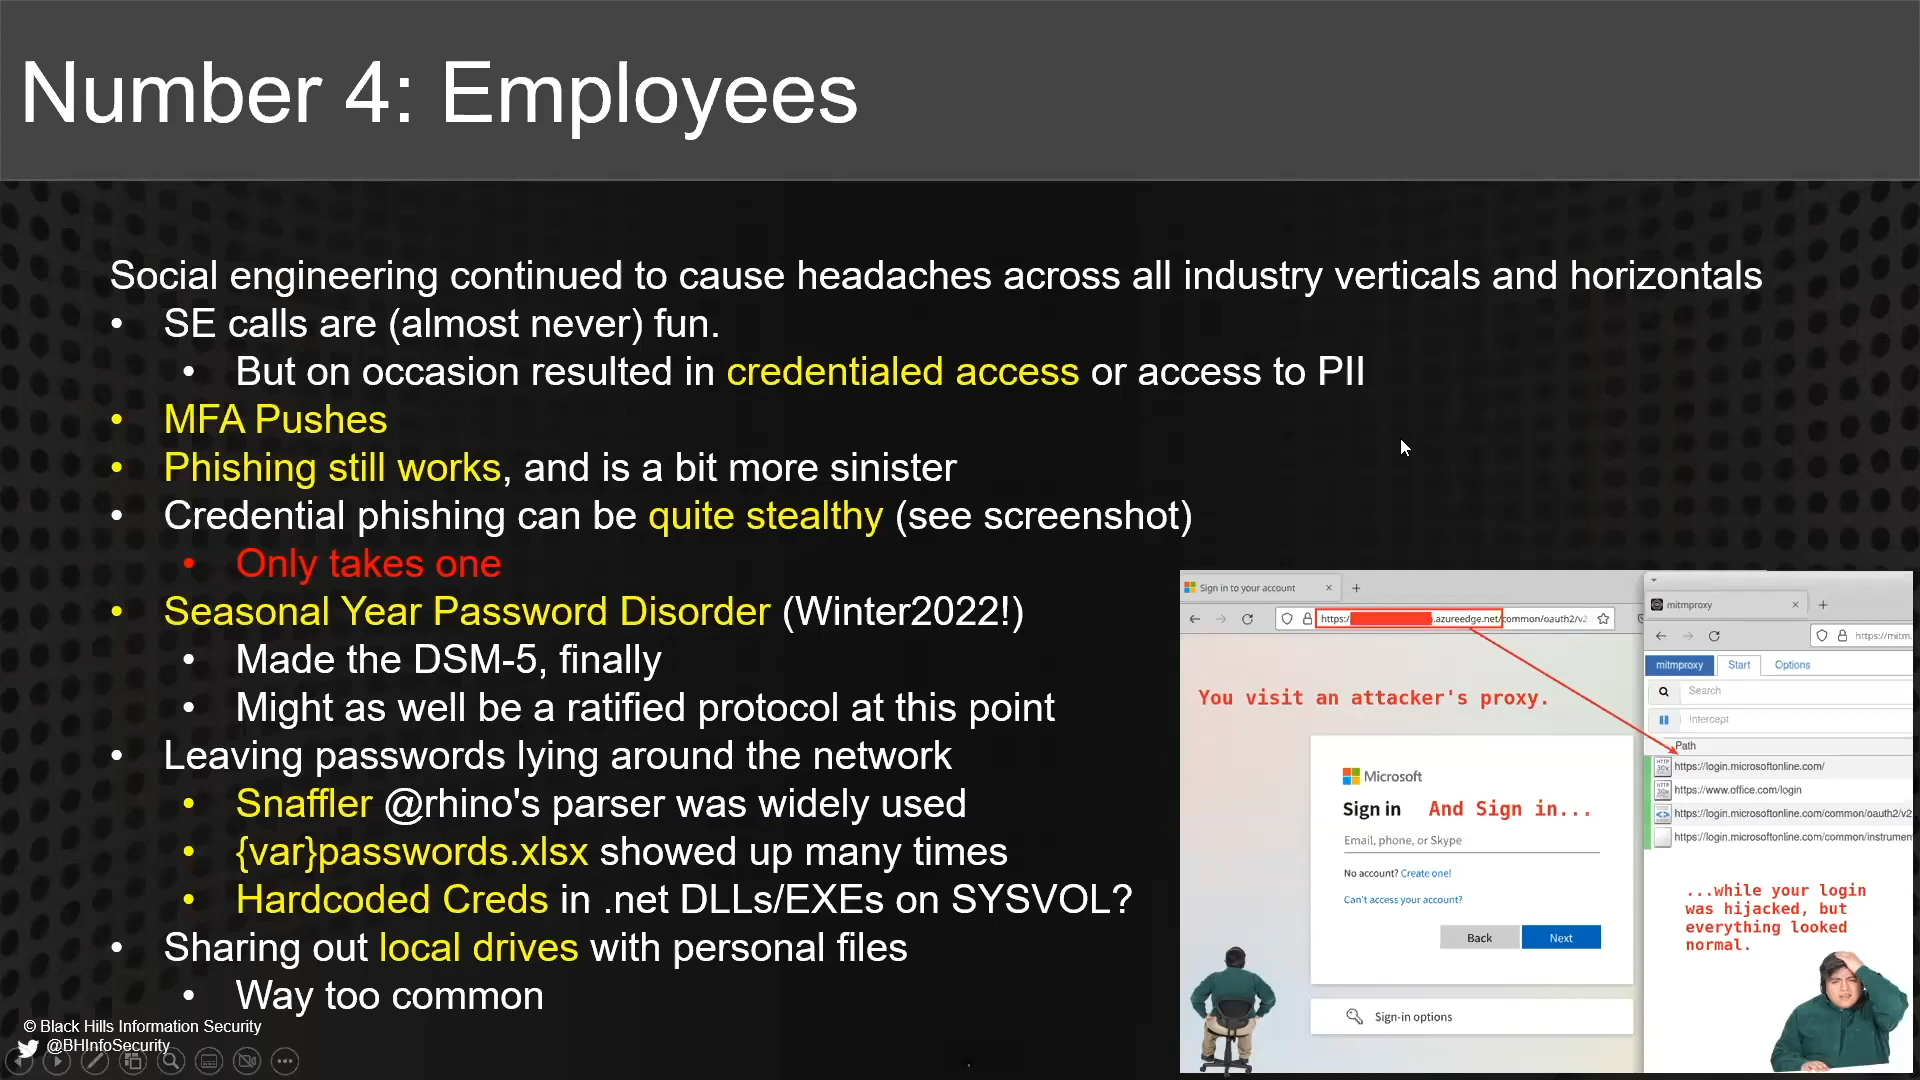 Number 4: Employees
Social engineering continued to cause headaches across all industry verticals and horizontals
• SE calls are (almost never) fun.
• But on occasion resulted in credentialed access or access to PII
• MFA Pushes
• Phishing still works, and is a bit more sinister
• Credential phishing can be quite stealthy (see screenshot)
• Only takes one
• Seasonal Year Password Disorder (Winter2022!)
• Made the DSM-5, finally
• Might as well be a ratified protocol at this point
• Leaving passwords lying around the network
• Snaffler @rhino's parser was widely used
• {var}passwords.xlsx showed up many times
• Hardcoded Creds in .net DLLs/EXEs on SYSVOL?
• Sharing out local drives with personal files
• Way too common
© Black Hills Information Security
@BHInfoSecurity
Sign in to your account
https:/ .azureedge.net/common/oauth2/v2
You visit an attacker's proxy.
Microsoft
Sign in And Sign in...
Email, phone, or Skype
No account? Create one!
Can't access your account?
Back Next
Sign-in options
mitmproxy
https://mitm.
mitmproxy Start Options
Search
Intercept
Path
https://login.microsoftonline.com/
https://www.office.com/login
https://login.microsoftonline.com/common/oauth2/v2
https://login.microsoftonline.com/common/instrumen
...while your login
was hijacked, but
everything looked
normal.